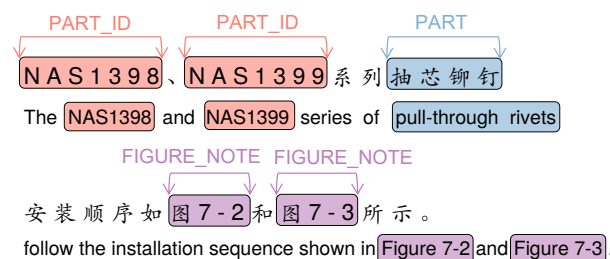 PART_ID PART_ID PART
NAS1398、NAS1399系列抽芯铆钉
The NAS1398 and NAS1399 series of pull-through rivets
FIGURE_NOTE FIGURE_NOTE
安装顺序如图7-2和图7-3所示。
follow the installation sequence shown in Figure 7-2 and Figure 7-3.